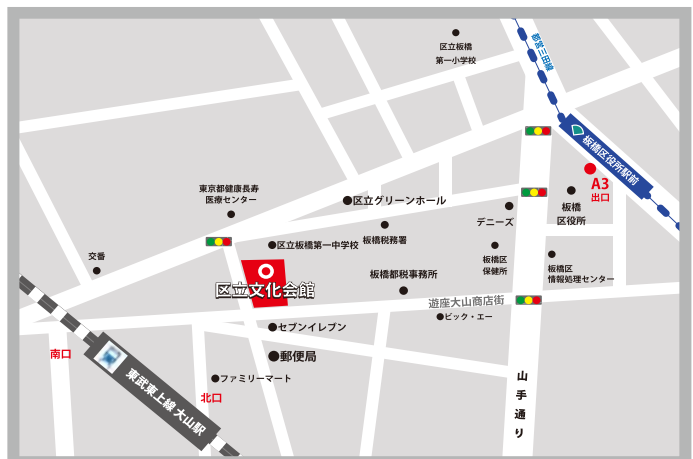 区立板橋
第一小学校
都営三田線
板橋区役所駅前
A3
出口
板橋
区役所
東京都健康長寿
医療センター
区立グリーンホール
デニーズ
板橋税務署
区立板橋第一中学校
交番
板橋区
保健所
板橋区
情報処理センター
板橋都税事務所
区立文化会館
遊座大山商店街
ビック・エー
セブンイレブン
南口
郵便局
ファミリーマート
北口
東武東上線 大山駅
山手通り